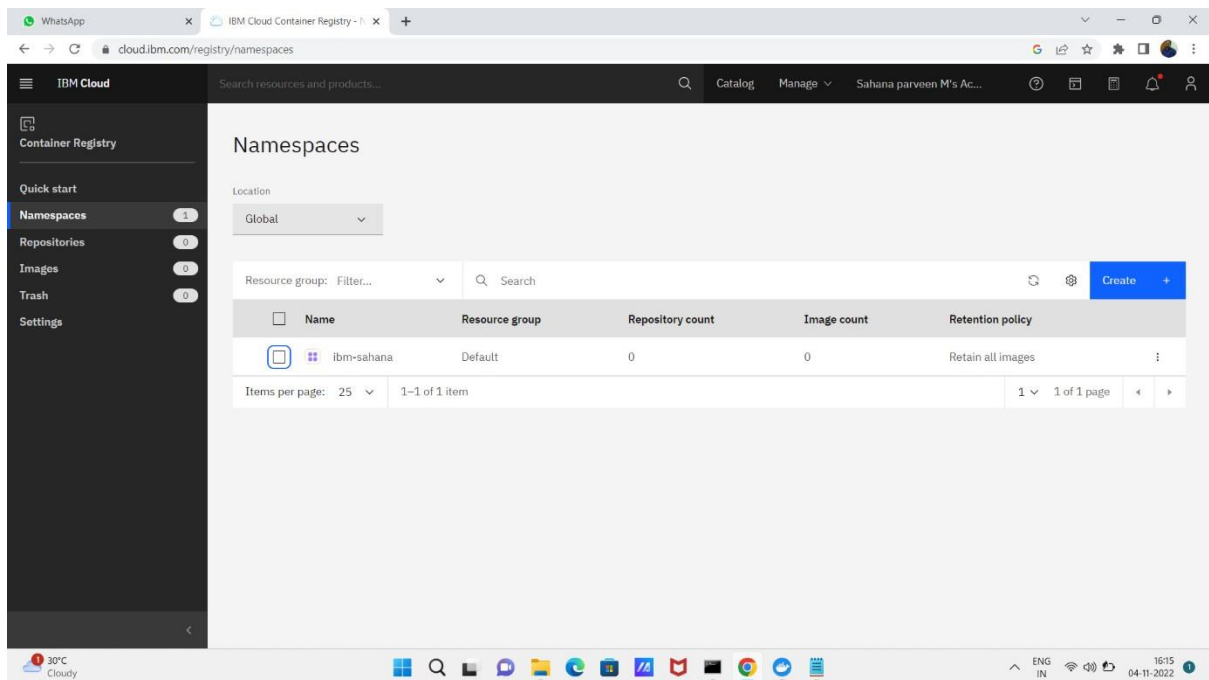 WhatsApp
IBM Cloud Container Registry - N
cloud.ibm.com/registry/namespaces
IBM Cloud
Search resources and products...
Catalog
Manage
Sahana parveen M's Ac...
Container Registry
Quick start
Namespaces 1
Repositories 0
Images 0
Trash 0
Settings
Namespaces
Location
Global
Resource group: Filter...
Search
Create +
Name Resource group Repository count Image count Retention policy
ibm-sahana Default 0 0 Retain all images
Items per page: 25 1–1 of 1 item 1 1 of 1 page
1
30°C
Cloudy
ENG
IN
16:15
04-11-2022
1